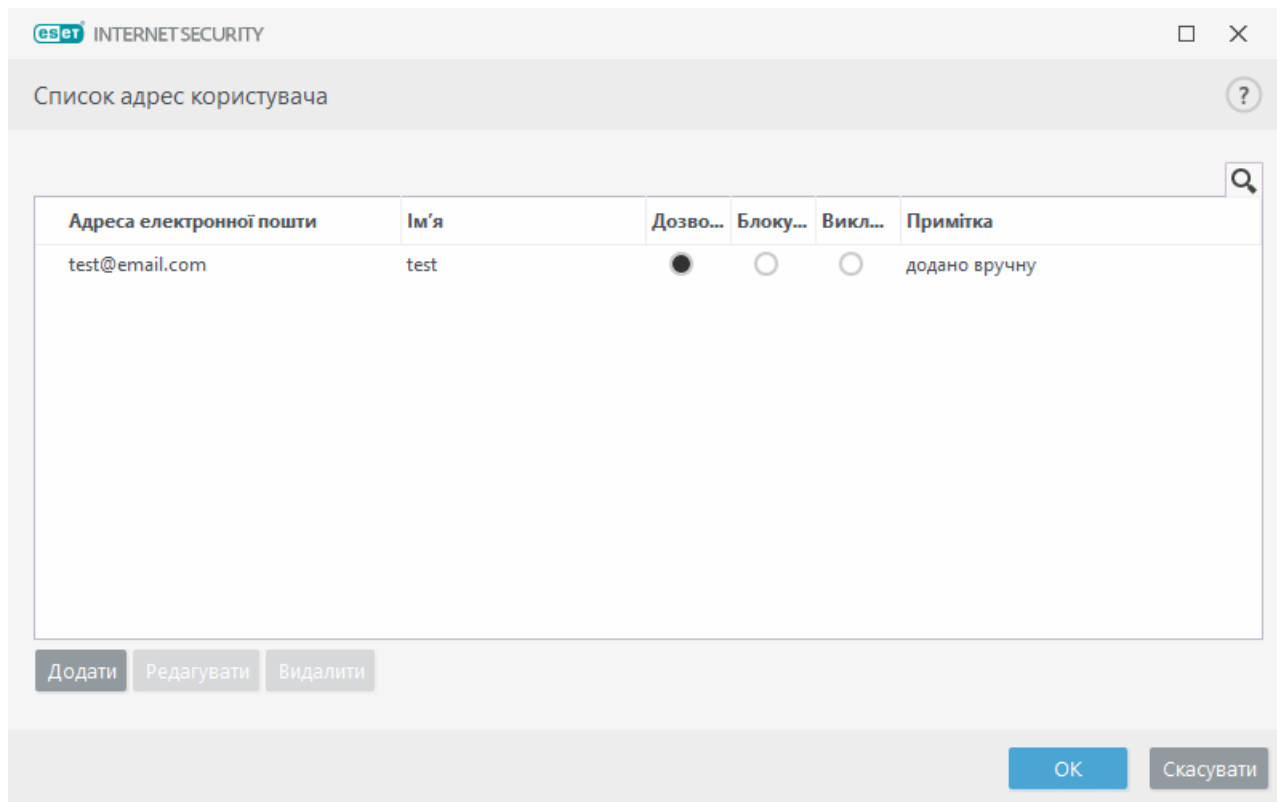 eset INTERNET SECURITY
Список адрес користувача
?
Адреса електронної пошти Ім'я Дозво... Блоку... Викл... Примітка
test@email.com test додано вручну
Додати Редагувати Видалити
ОК Скасувати